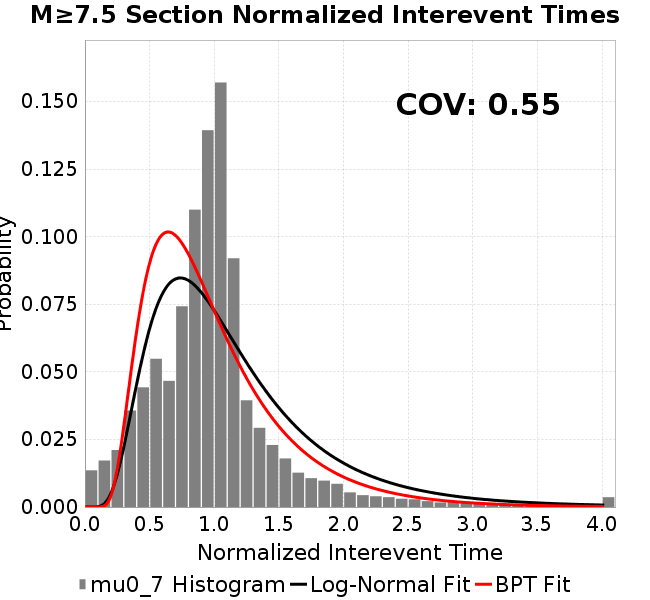 M≥7.5 Section Normalized Interevent Times
COV: 0.55
Probability
0.150
0.125
0.100
0.075
0.050
0.025
0.000
0.0 0.5 1.0 1.5 2.0 2.5 3.0 3.5 4.0
Normalized Interevent Time
mu0_7 Histogram Log-Normal Fit BPT Fit